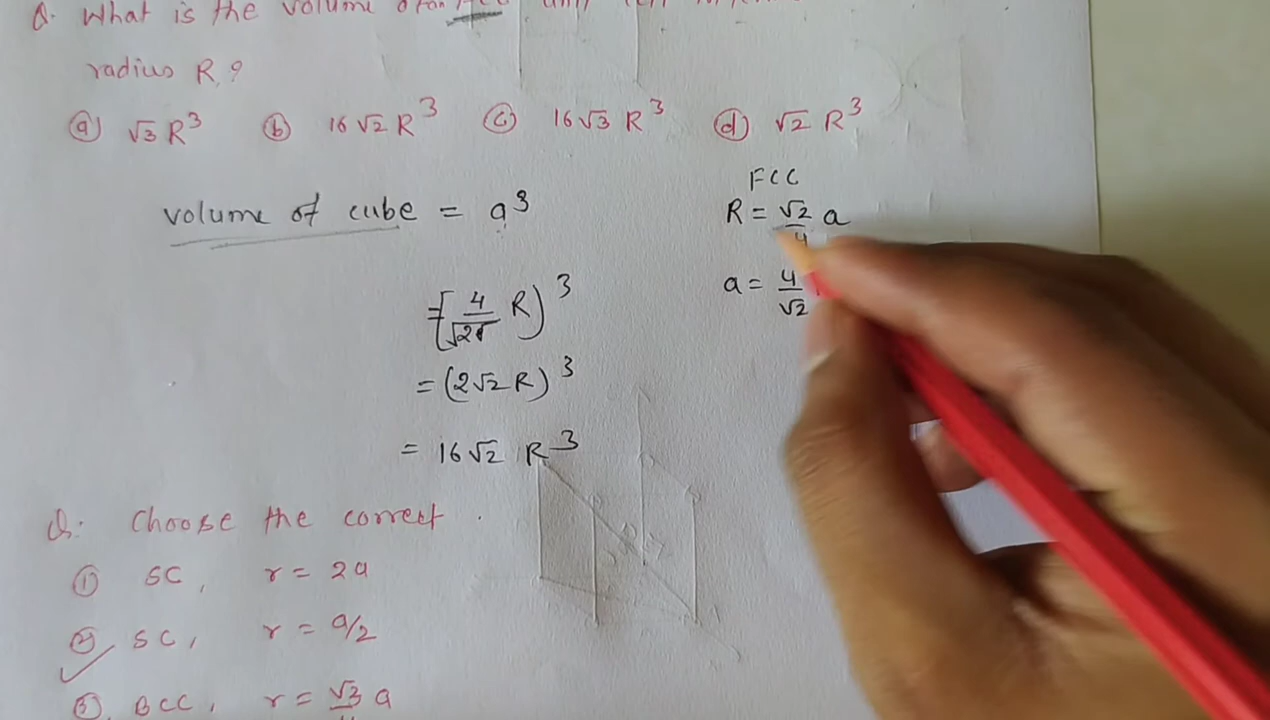 Q. What is the volume
radius R?
(a) √3 R³ (b) 16√2 R³ (c) 16√3 R³ (d) √2 R³
FCC
volume of cube = a³
R = √2/4 a
a = 4/√2
= (4/√2 R)³
= (2√2 R)³
= 16√2 R³
Q. Choose the correct .
(1) SC, r = 2a
(2) SC, r = a/2
(3) BCC, r = √3/4 a